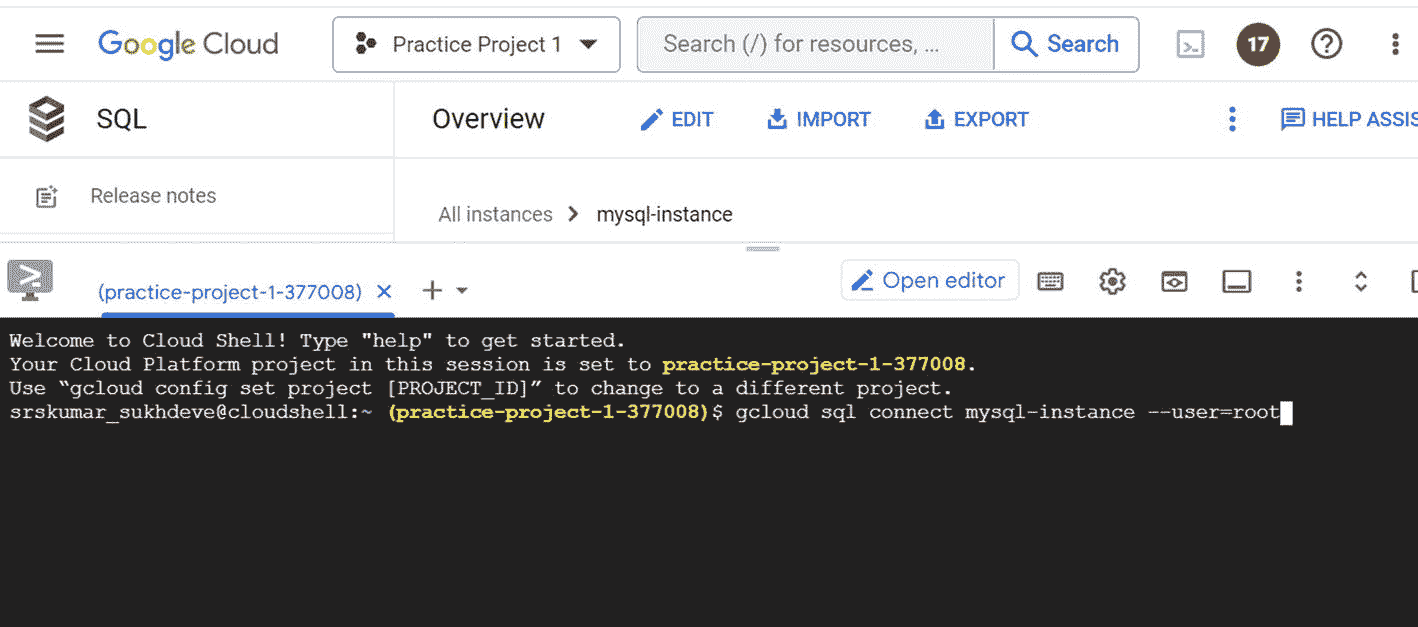 Google Cloud
Practice Project 1
Search (/) for resources, ...
Search
17
SQL
Overview
EDIT
IMPORT
EXPORT
HELP ASSIS
Release notes
All instances
mysql-instance
(practice-project-1-377008)
Open editor
Welcome to Cloud Shell! Type "help" to get started.
Your Cloud Platform project in this session is set to practice-project-1-377008.
Use “gcloud config set project [PROJECT_ID]” to change to a different project.
srskumar_sukhdeve@cloudshell:~ (practice-project-1-377008)$ gcloud sql connect mysql-instance --user=root